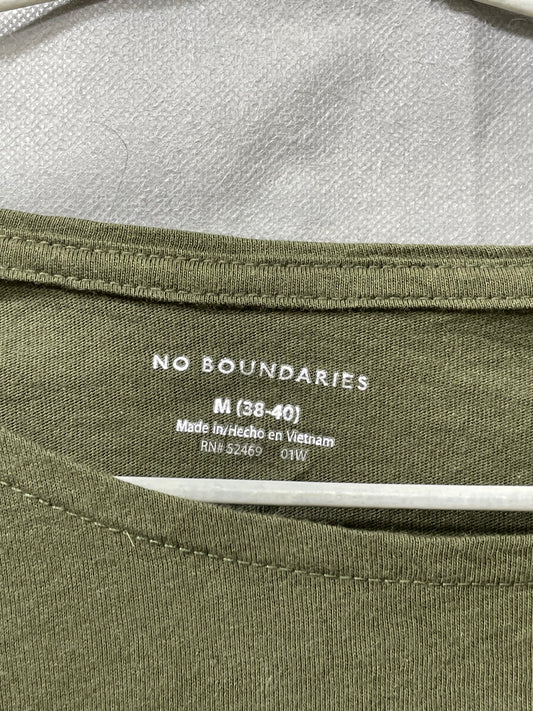 NO BOUNDARIES
M (38-40)
Made in/Hecho en Vietnam
RN# 52469 01W